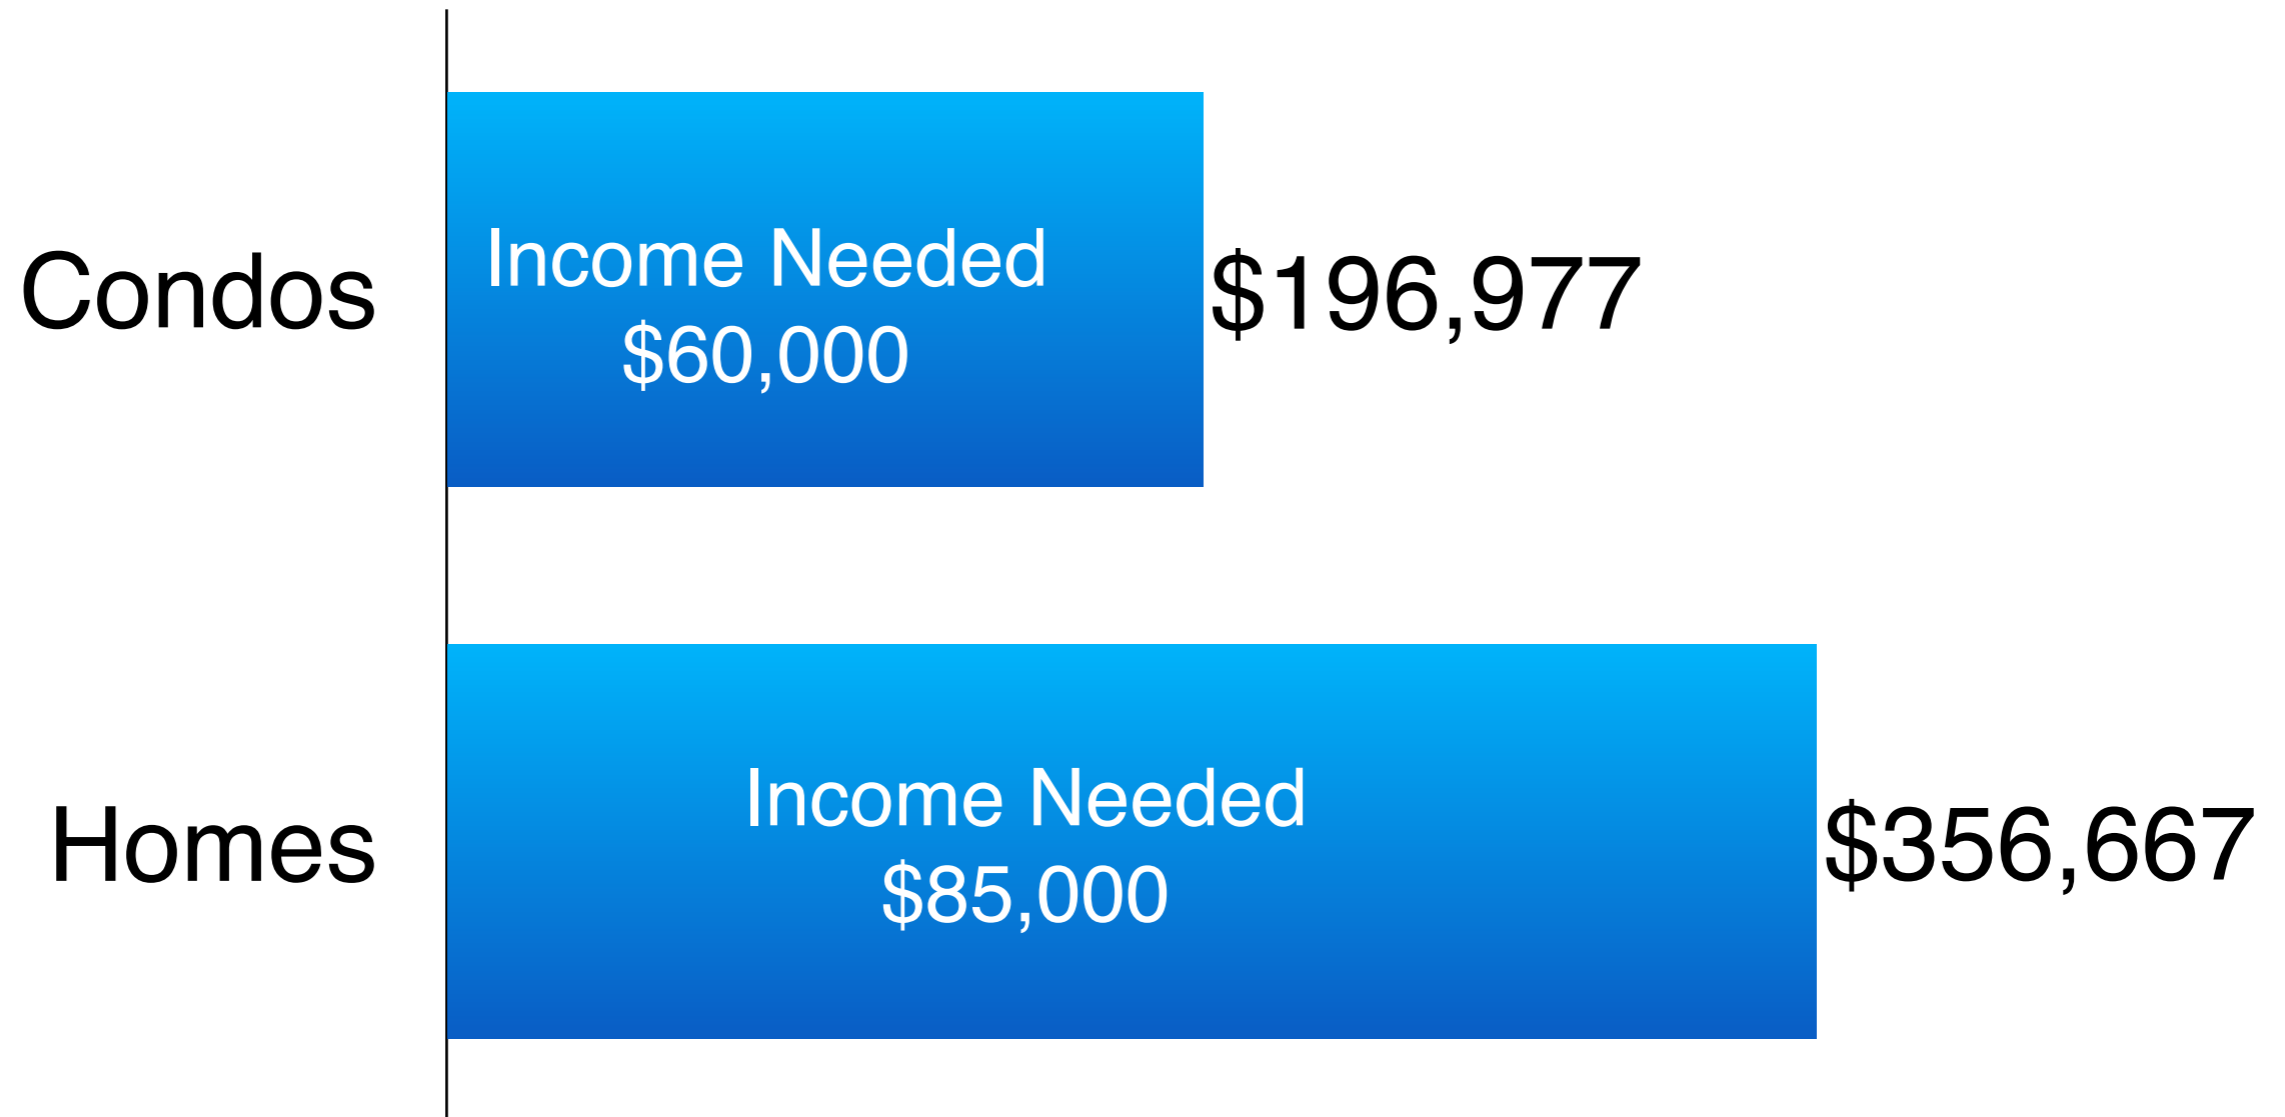 Condos
Income Needed
$60,000
$196,977
Homes
Income Needed
$85,000
$356,667